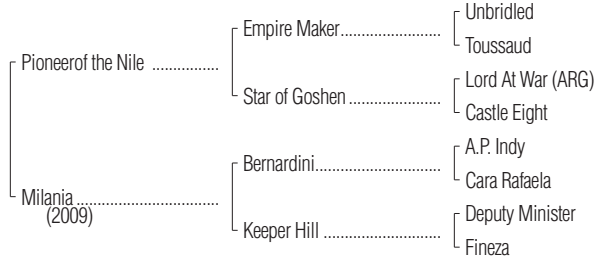 Unbridled
Empire Maker
Toussaud
Pioneerof the Nile
Lord At War (ARG)
Star of Goshen
Castle Eight
A.P. Indy
Bernardini
Cara Rafaela
Milania
(2009)
Deputy Minister
Keeper Hill
Fineza